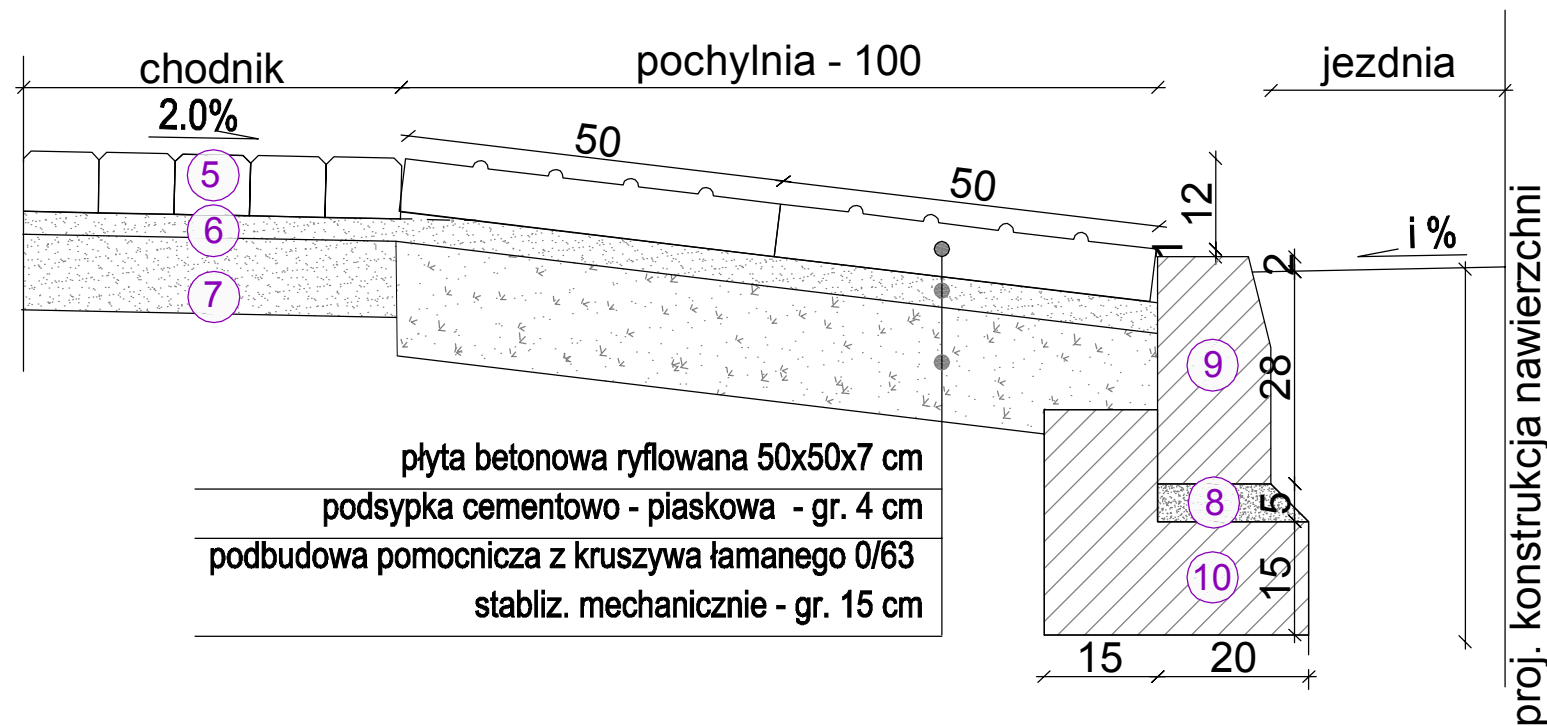 chodnik
pochylnia - 100
jezdnia
2.0%
50
50
12
i %
2
5
6
7
9
28
płyta betonowa ryflowana 50x50x7 cm
podsypka cementowo - piaskowa - gr. 4 cm
podbudowa pomocnicza z kruszywa łamanego 0/63
stabliz. mechanicznie - gr. 15 cm
8
5
10
15
15
20
proj. konstrukcja nawierzchni